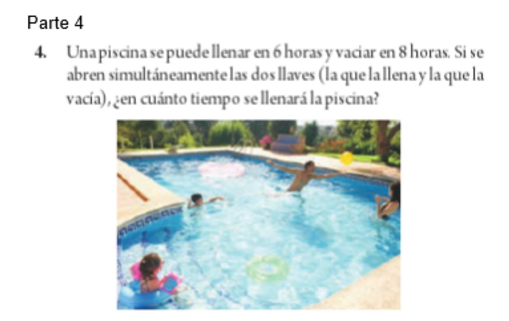 Parte 4
4. Una piscina se puede llenar en 6 horas y vaciar en 8 horas. Si se
abren simultáneamente las dos llaves (la que la llena y la que la
vacía), ¿en cuánto tiempo se llenará la piscina?